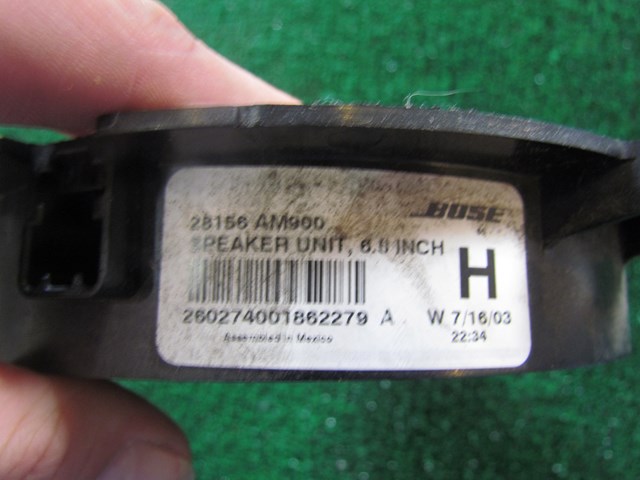 28156 AM900
BOSE
SPEAKER UNIT, 6.5 INCH
H
260274001862279 A
W 7/16/03
22:34
Assembled in Mexico